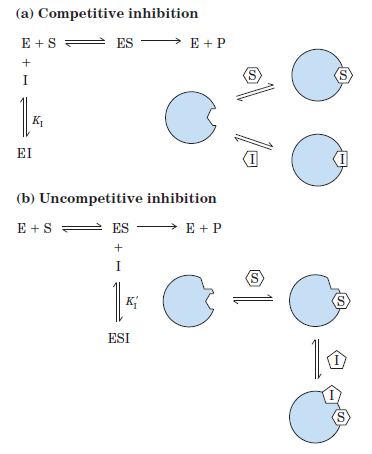 (a) Competitive inhibition
E + S ⇌ ES ⟶ E + P
+
I
K_I
EI
S
S
I
I
(b) Uncompetitive inhibition
E + S ⇌ ES ⟶ E + P
+
I
K′_I
ESI
S
S
I
I
S